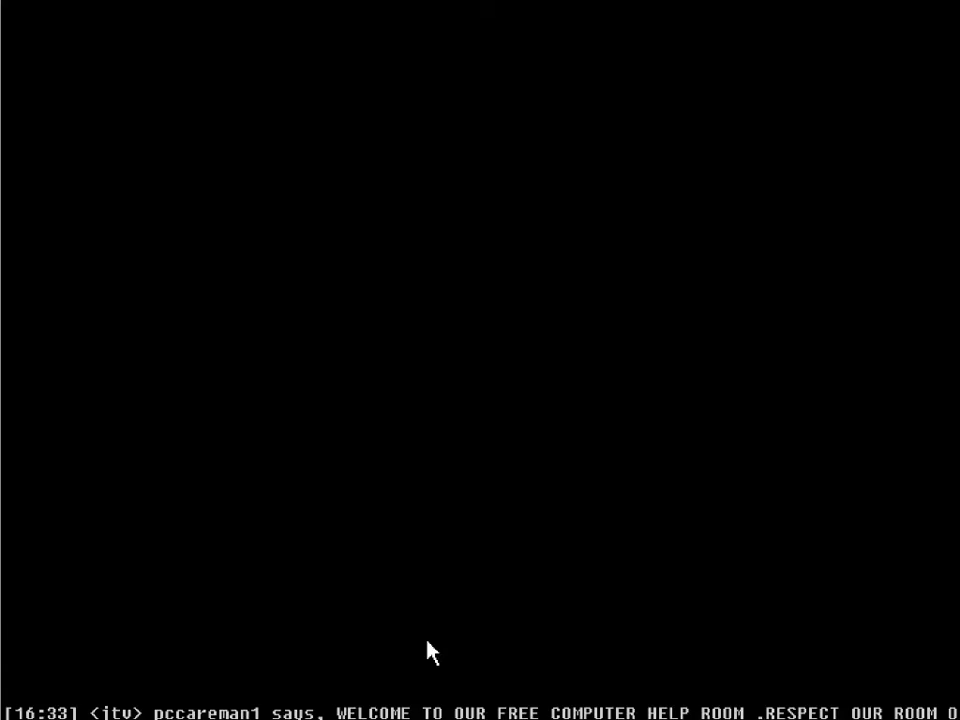 [16:33] <jtv> pccareman1 says, WELCOME TO OUR FREE COMPUTER HELP ROOM .RESPECT OUR ROOM O